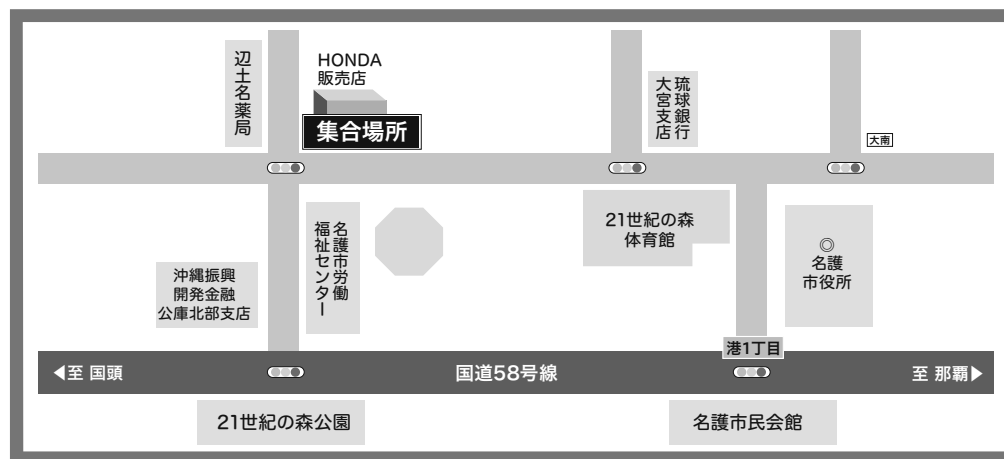 辺土名薬局
HONDA
販売店
集合場所
琉球銀行
大宮支店
大南
名護市労働
福祉センター
21世紀の森
体育館
◎
名護
市役所
沖縄振興
開発金融
公庫北部支店
港1丁目
◀至 国頭
国道58号線
至 那覇▶
21世紀の森公園
名護市民会館